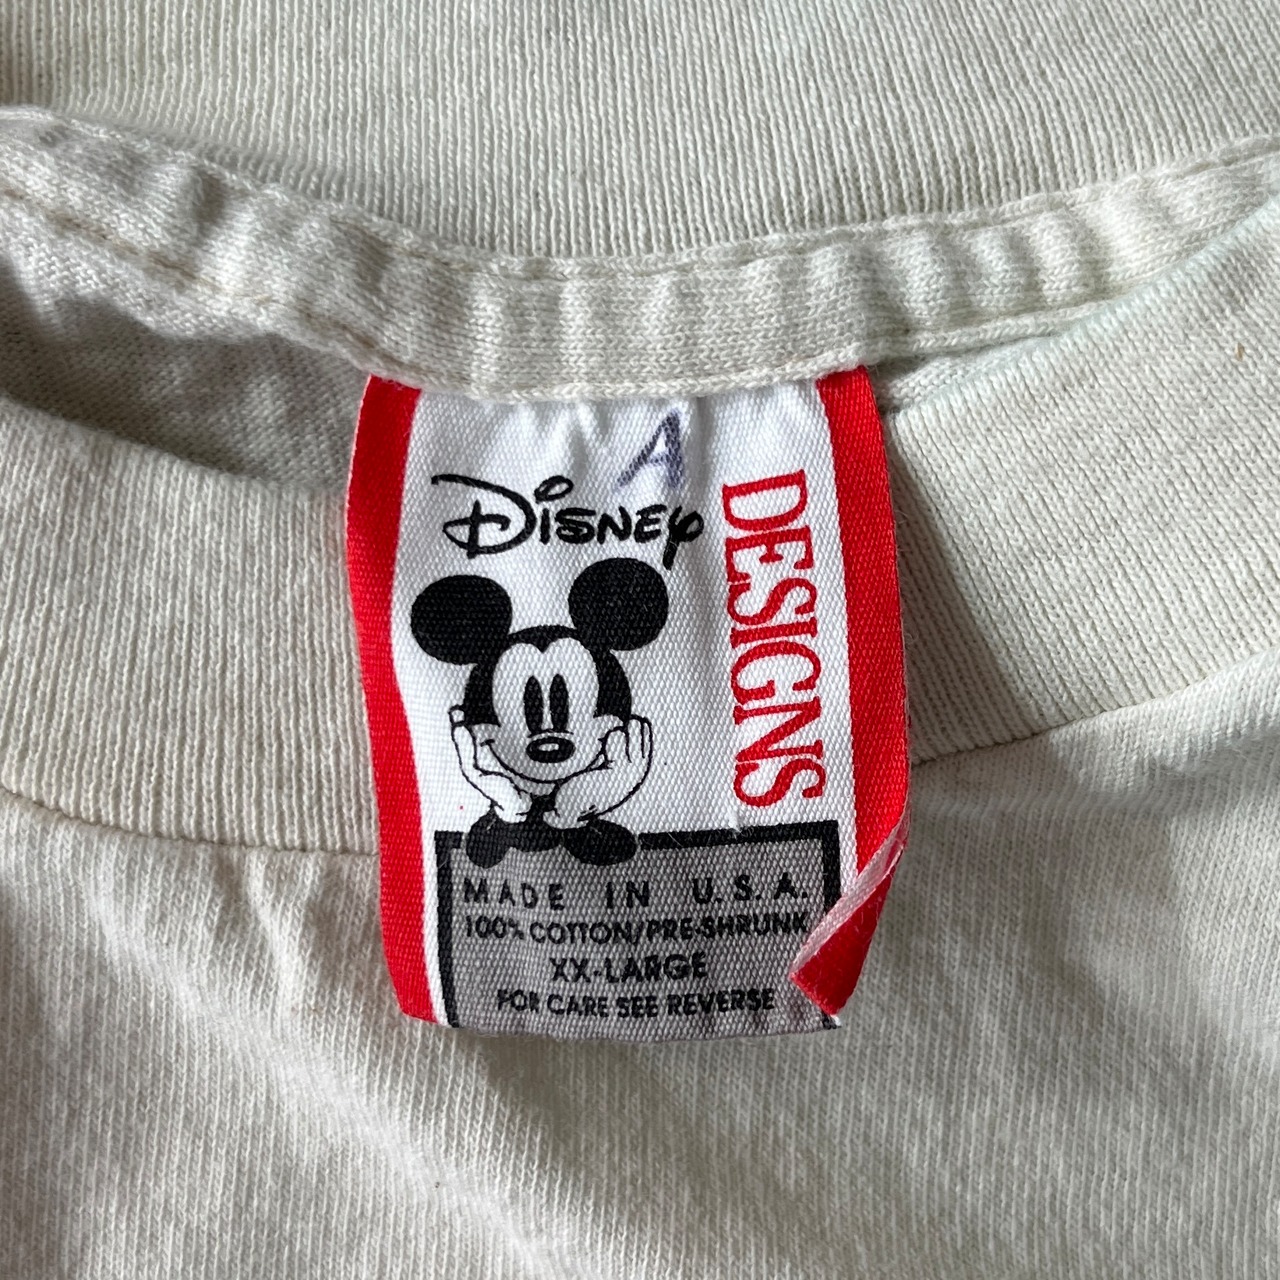 A
Disney
DESIGNS
MADE IN U.S.A.
100% COTTON/PRE-SHRUNK
XX-LARGE
FOR CARE SEE REVERSE